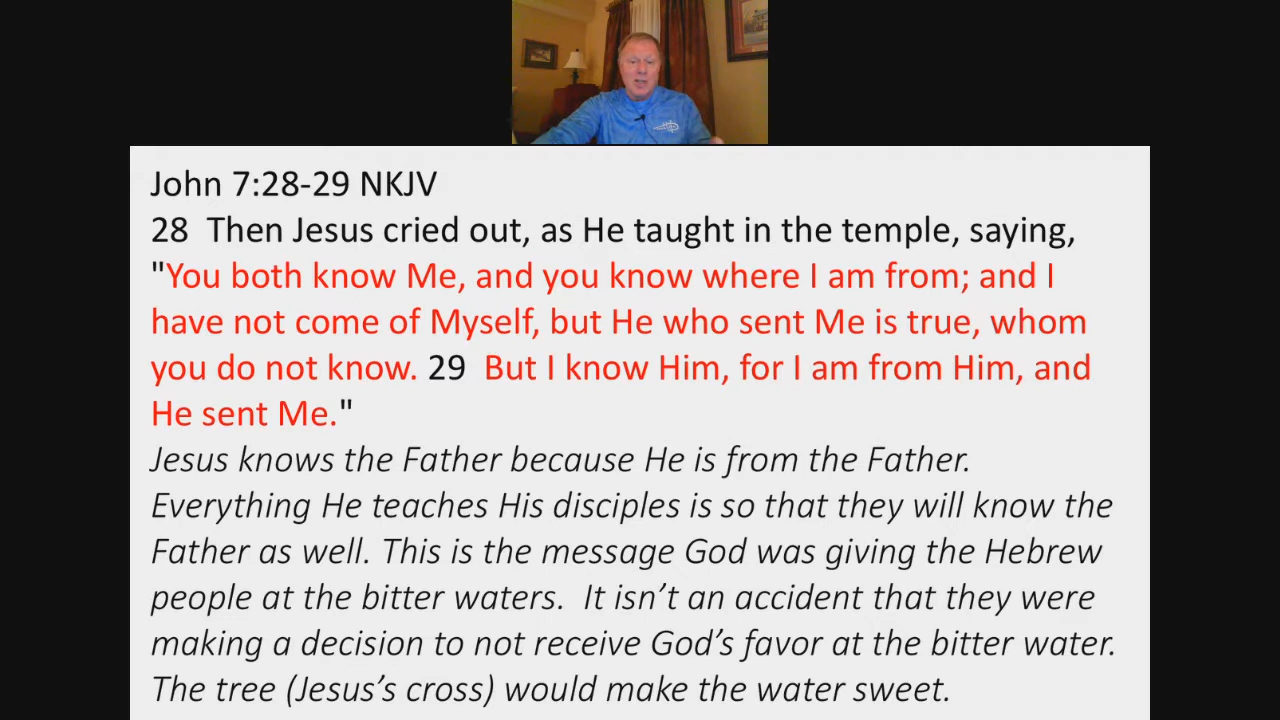 John 7:28-29 NKJV
28  Then Jesus cried out, as He taught in the temple, saying,
"You both know Me, and you know where I am from; and I
have not come of Myself, but He who sent Me is true, whom
you do not know. 29  But I know Him, for I am from Him, and
He sent Me."
Jesus knows the Father because He is from the Father.
Everything He teaches His disciples is so that they will know the
Father as well. This is the message God was giving the Hebrew
people at the bitter waters.  It isn’t an accident that they were
making a decision to not receive God’s favor at the bitter water.
The tree (Jesus’s cross) would make the water sweet.